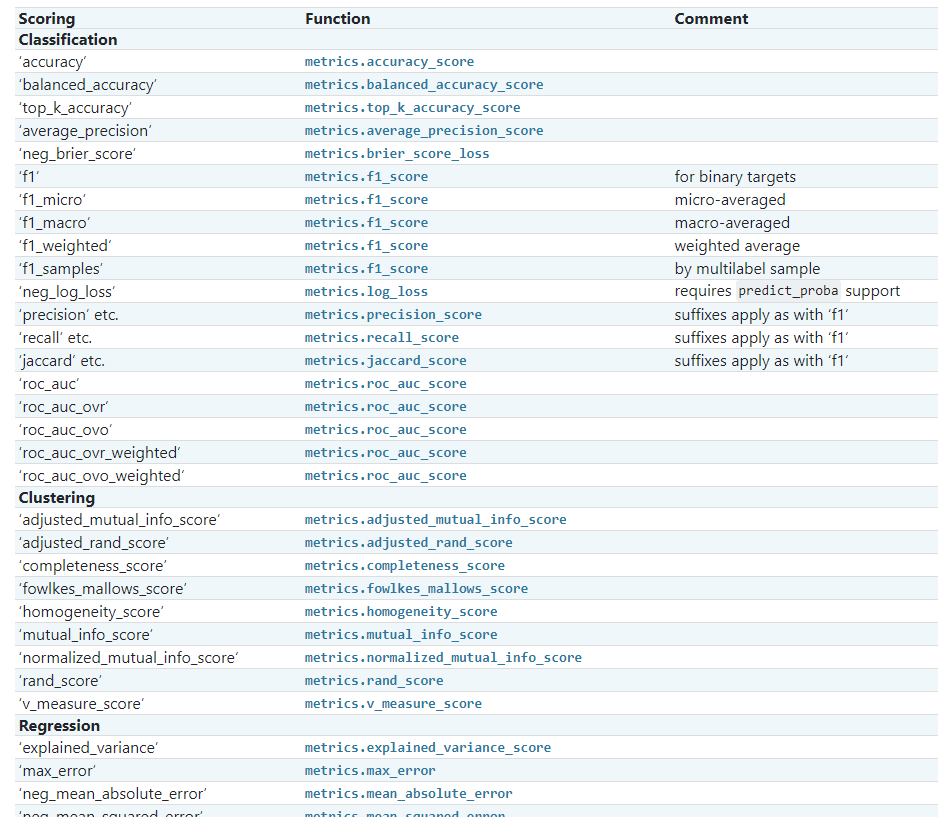 Scoring Function Comment
Classification
‘accuracy’ metrics.accuracy_score
‘balanced_accuracy’ metrics.balanced_accuracy_score
‘top_k_accuracy’ metrics.top_k_accuracy_score
‘average_precision’ metrics.average_precision_score
‘neg_brier_score’ metrics.brier_score_loss
‘f1’ metrics.f1_score for binary targets
‘f1_micro’ metrics.f1_score micro-averaged
‘f1_macro’ metrics.f1_score macro-averaged
‘f1_weighted’ metrics.f1_score weighted average
‘f1_samples’ metrics.f1_score by multilabel sample
‘neg_log_loss’ metrics.log_loss requires predict_proba support
‘precision’ etc. metrics.precision_score suffixes apply as with ‘f1’
‘recall’ etc. metrics.recall_score suffixes apply as with ‘f1’
‘jaccard’ etc. metrics.jaccard_score suffixes apply as with ‘f1’
‘roc_auc’ metrics.roc_auc_score
‘roc_auc_ovr’ metrics.roc_auc_score
‘roc_auc_ovo’ metrics.roc_auc_score
‘roc_auc_ovr_weighted’ metrics.roc_auc_score
‘roc_auc_ovo_weighted’ metrics.roc_auc_score
Clustering
‘adjusted_mutual_info_score’ metrics.adjusted_mutual_info_score
‘adjusted_rand_score’ metrics.adjusted_rand_score
‘completeness_score’ metrics.completeness_score
‘fowlkes_mallows_score’ metrics.fowlkes_mallows_score
‘homogeneity_score’ metrics.homogeneity_score
‘mutual_info_score’ metrics.mutual_info_score
‘normalized_mutual_info_score’ metrics.normalized_mutual_info_score
‘rand_score’ metrics.rand_score
‘v_measure_score’ metrics.v_measure_score
Regression
‘explained_variance’ metrics.explained_variance_score
‘max_error’ metrics.max_error
‘neg_mean_absolute_error’ metrics.mean_absolute_error
‘neg_mean_squared_error’ metrics.mean_squared_error